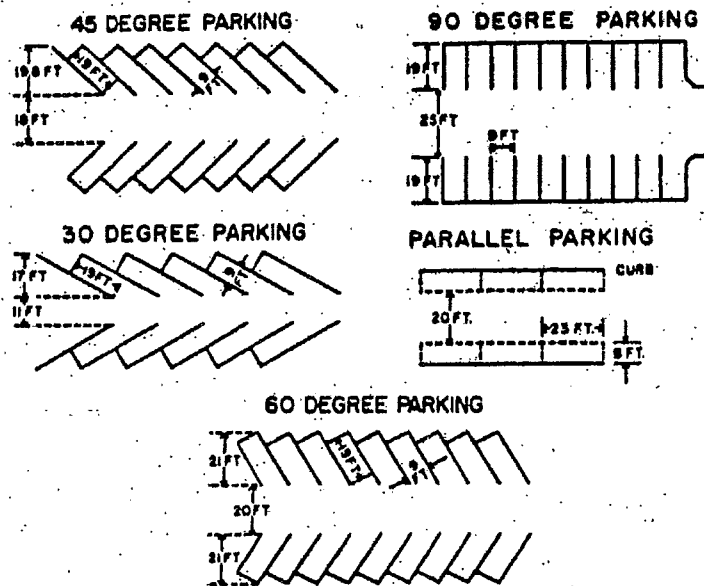 45 DEGREE PARKING
19.8 FT
19 FT
9 FT
18 FT
90 DEGREE PARKING
19 FT
25 FT
9 FT
19 FT
30 DEGREE PARKING
17 FT
19 FT
9 FT
11 FT
PARALLEL PARKING
CURB
20 FT.
23 FT.
8 FT.
60 DEGREE PARKING
21 FT
19 FT
9 FT
20 FT
21 FT